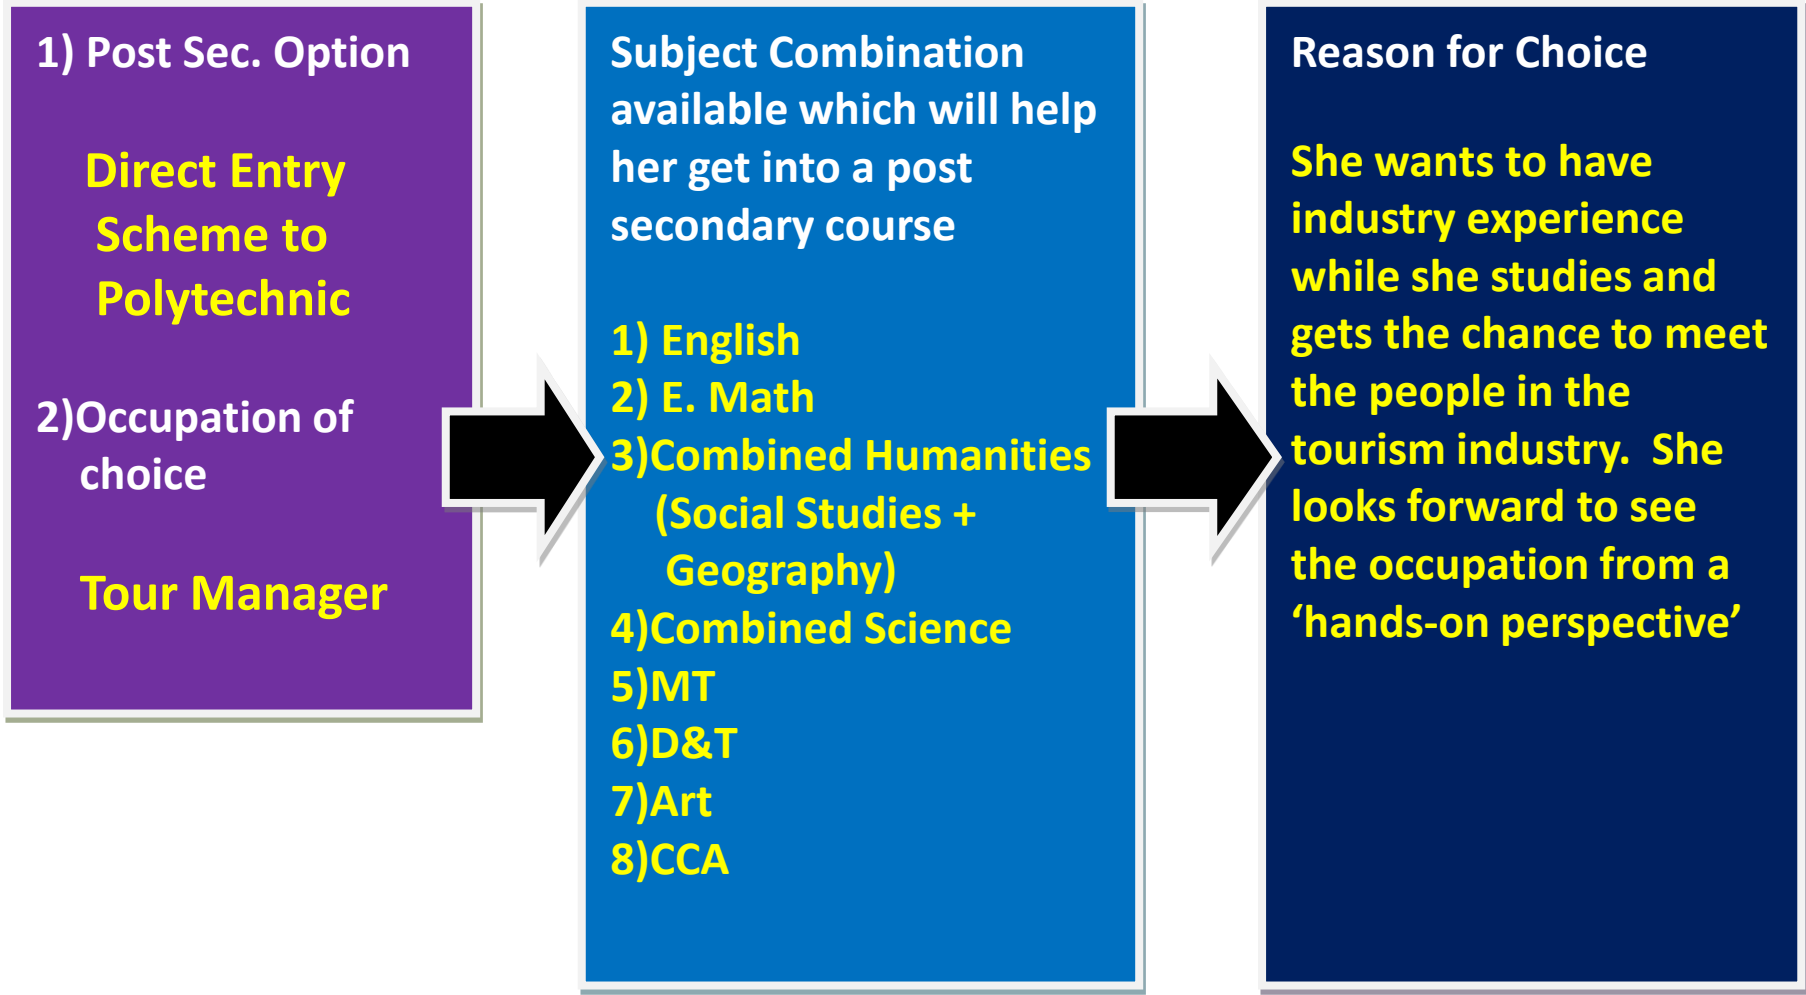 1) Post Sec. Option
Direct Entry
Scheme to
Polytechnic
2)Occupation of
choice
Tour Manager
Subject Combination
available which will help
her get into a post
secondary course
1) English
2) E. Math
3)Combined Humanities
(Social Studies +
Geography)
4)Combined Science
5)MT
6)D&T
7)Art
8)CCA
Reason for Choice
She wants to have
industry experience
while she studies and
gets the chance to meet
the people in the
tourism industry.  She
looks forward to see
the occupation from a
‘hands-on perspective’